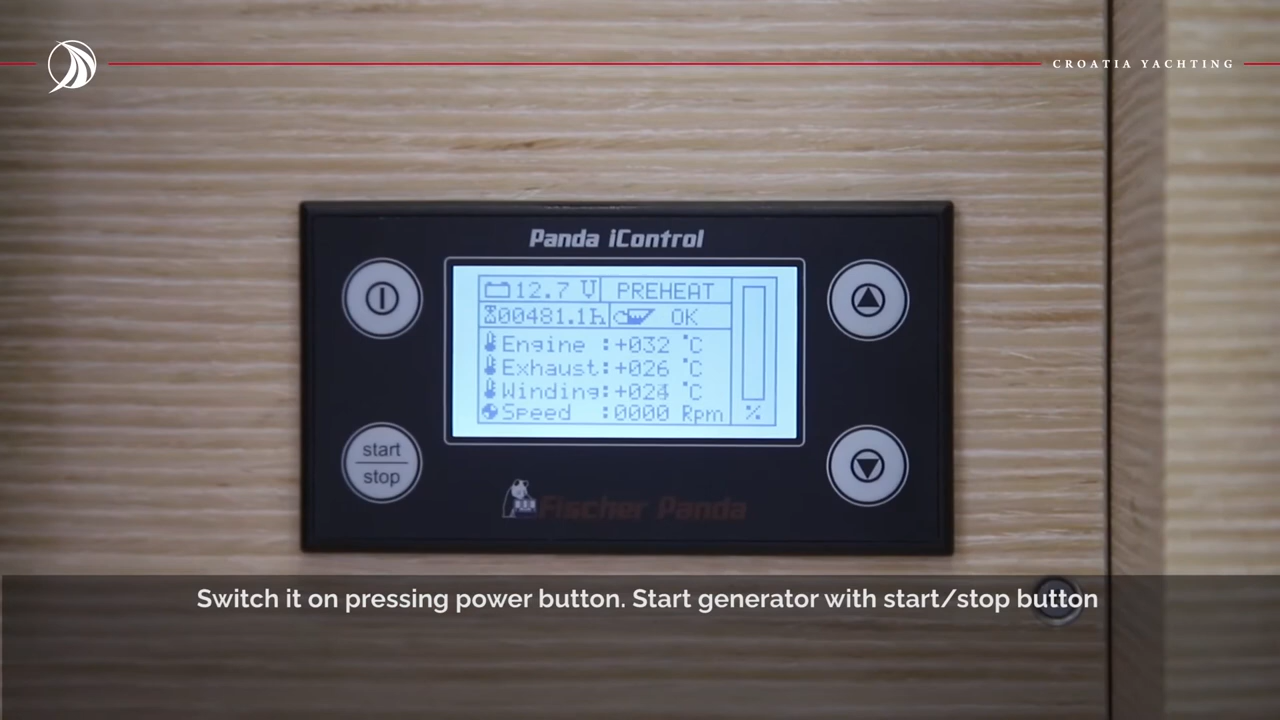 CROATIA YACHTING
Panda iControl
12.7 V PREHEAT
00481.1h OK
Engine :+032 °C
Exhaust:+026 °C
Winding:+024 °C
Speed :0000 Rpm %
start
stop
Fischer Panda
Switch it on pressing power button. Start generator with start/stop button